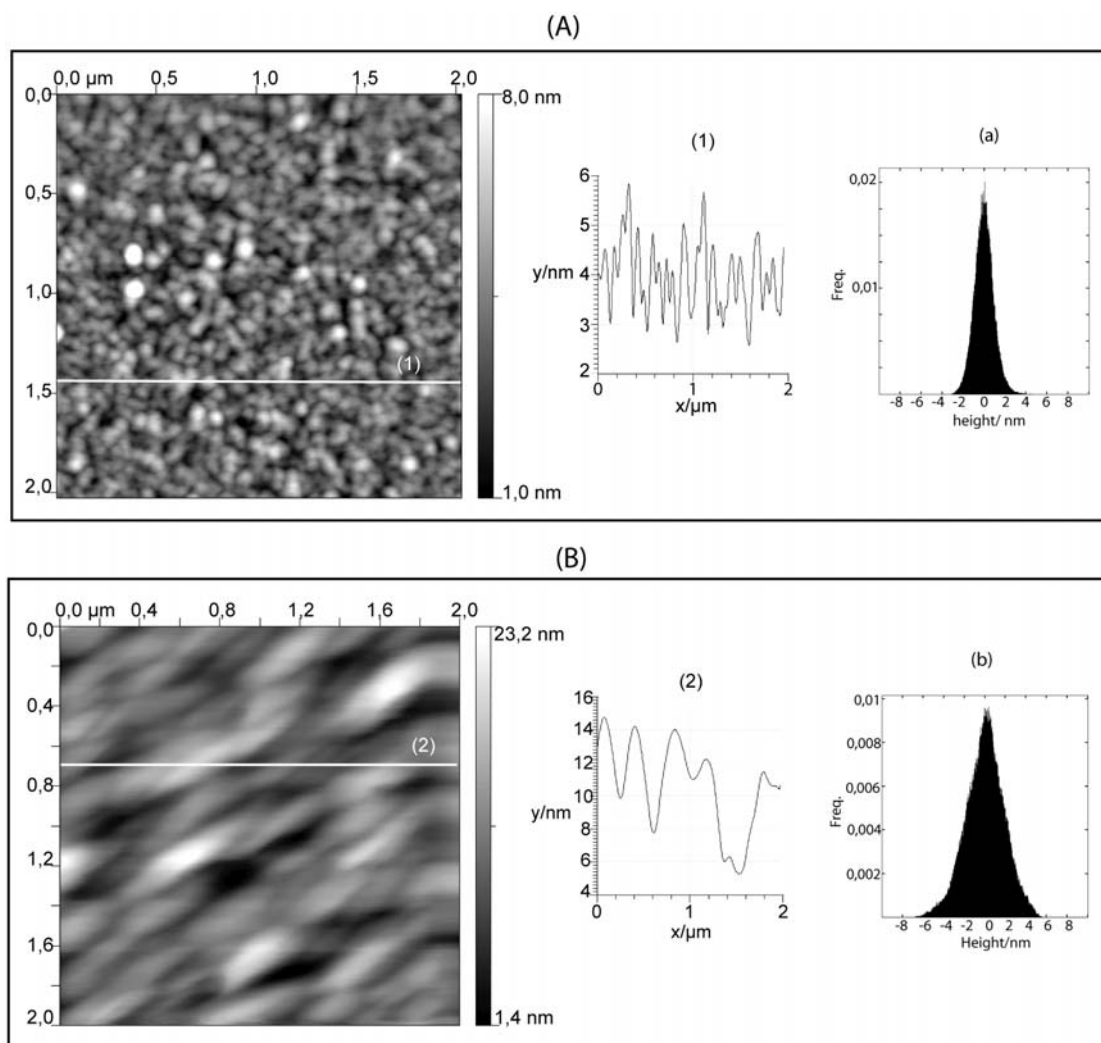 (A)
0,0 µm 0,5 1,0 1,5 2,0
0,0
0,5
1,0
1,5
2,0
(1)
8,0 nm
1,0 nm
(1)
6
5
4
3
2
y/nm
0 1 2
x/µm
(a)
0,02
0,01
Freq.
-8 -6 -4 -2 0 2 4 6 8
height/ nm
(B)
0,0 µm 0,4 0,8 1,2 1,6 2,0
0,0
0,4
0,8
1,2
1,6
2,0
(2)
23,2 nm
1,4 nm
(2)
16
14
12
10
8
6
4
y/nm
0 1 2
x/µm
(b)
0,01
0,008
0,006
0,004
0,002
Freq.
-8 -6 -4 -2 0 2 4 6 8
Height/nm